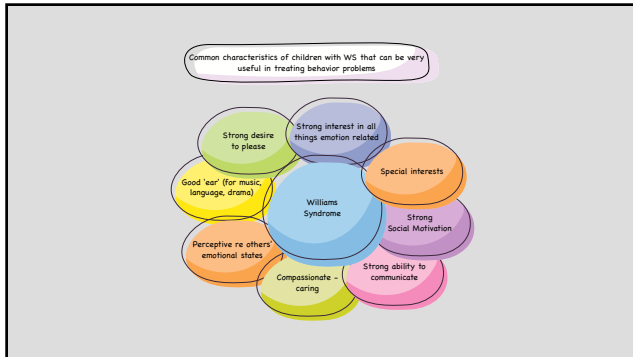 Common characteristics of children with WS that can be very
useful in treating behavior problems
Strong interest in all
things emotion related
Strong desire
to please
Special interests
Good 'ear' (for music,
language, drama)
Williams
Syndrome
Strong
Social Motivation
Perceptive re others'
emotional states
Strong ability to
communicate
Compassionate –
caring